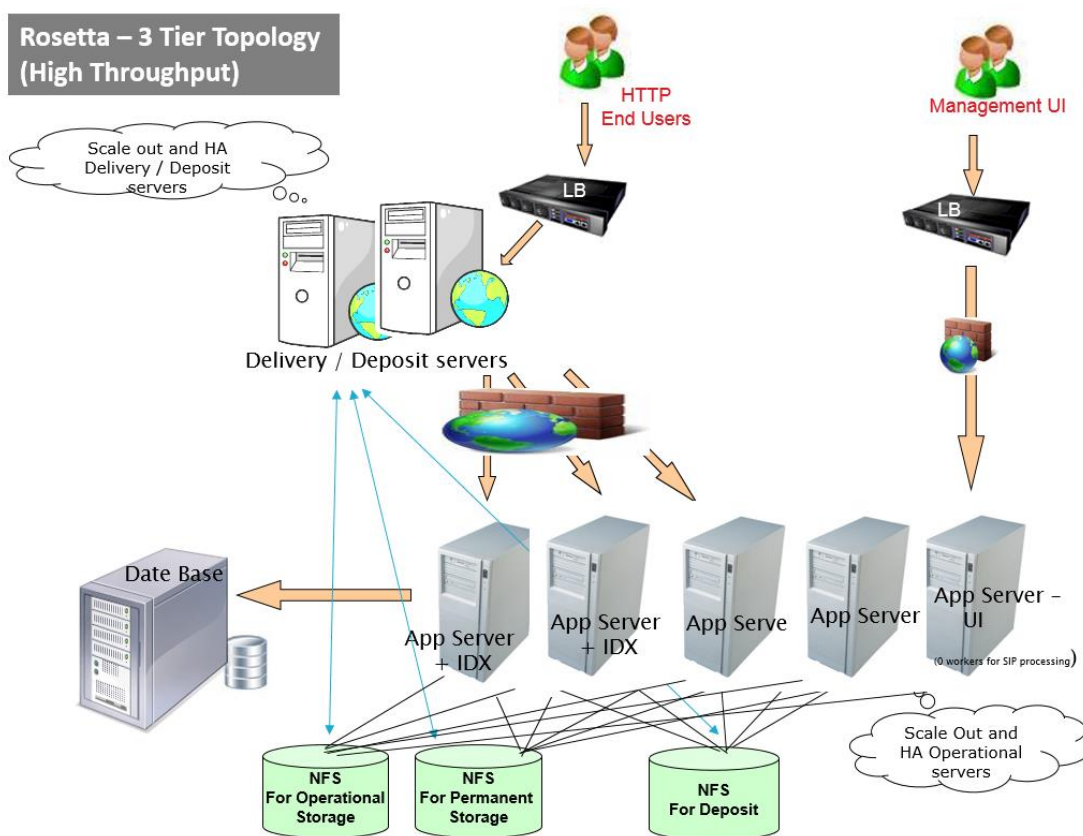 Rosetta – 3 Tier Topology
(High Throughput)
HTTP
End Users
Management UI
Scale out and HA
Delivery / Deposit
servers
LB
LB
Delivery / Deposit servers
Date Base
App Server
+ IDX
App Server
+ IDX
App Serve
App Server
App Server –
UI
(0 workers for SIP processing)
Scale Out and
HA Operational
servers
NFS
For Operational
Storage
NFS
For Permanent
Storage
NFS
For Deposit